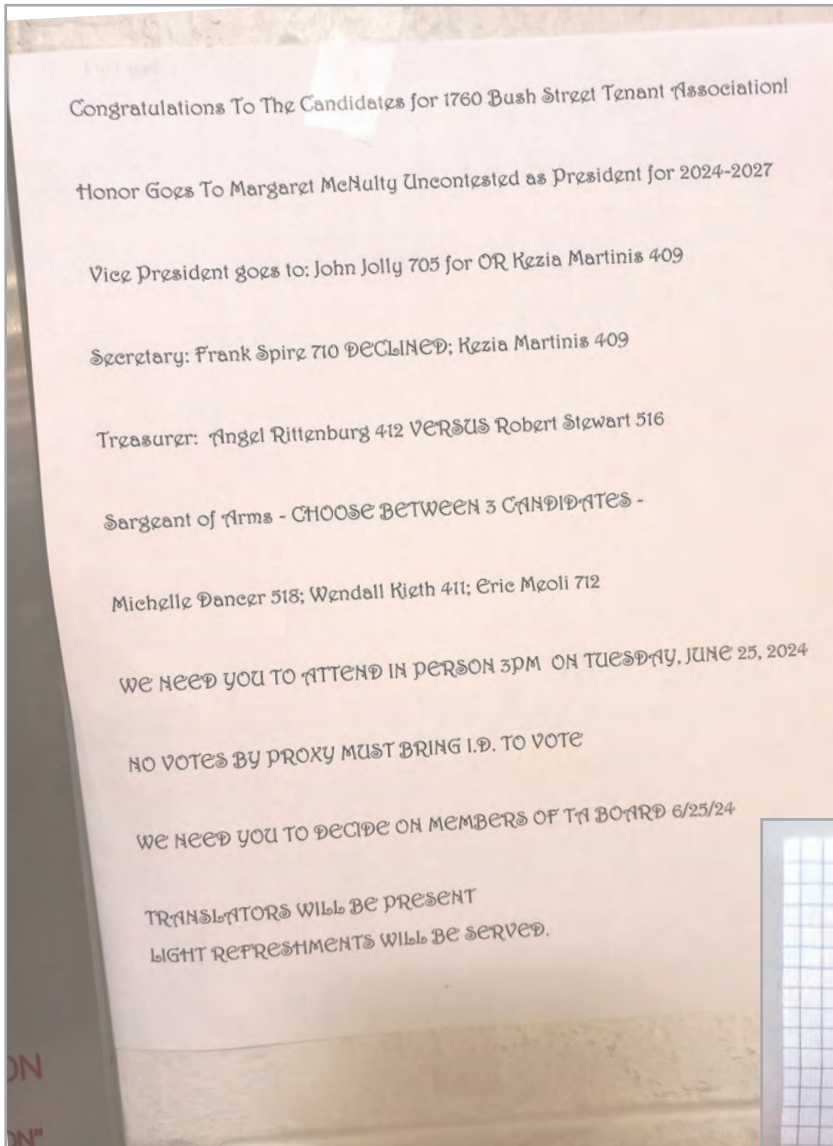 Congratulations To The Candidates for 1760 Bush Street Tenant Association!
Honor Goes To Margaret McNulty Uncontested as President for 2024-2027
Vice President goes to: John Jolly 705 for OR Kezia Martinis 409
Secretary: Frank Spire 710 DECLINED; Kezia Martinis 409
Treasurer: Angel Rittenburg 412 VERSUS Robert Stewart 516
Sargeant of Arms - CHOOSE BETWEEN 3 CANDIDATES -
Michelle Dancer 518; Wendall Kieth 411; Eric Meoli 712
WE NEED YOU TO ATTEND IN PERSON 3PM ON TUESDAY, JUNE 25, 2024
NO VOTES BY PROXY MUST BRING I.D. TO VOTE
WE NEED YOU TO DECIDE ON MEMBERS OF TA BOARD 6/25/24
TRANSLATORS WILL BE PRESENT
LIGHT REFRESHMENTS WILL BE SERVED.
ON
ON"